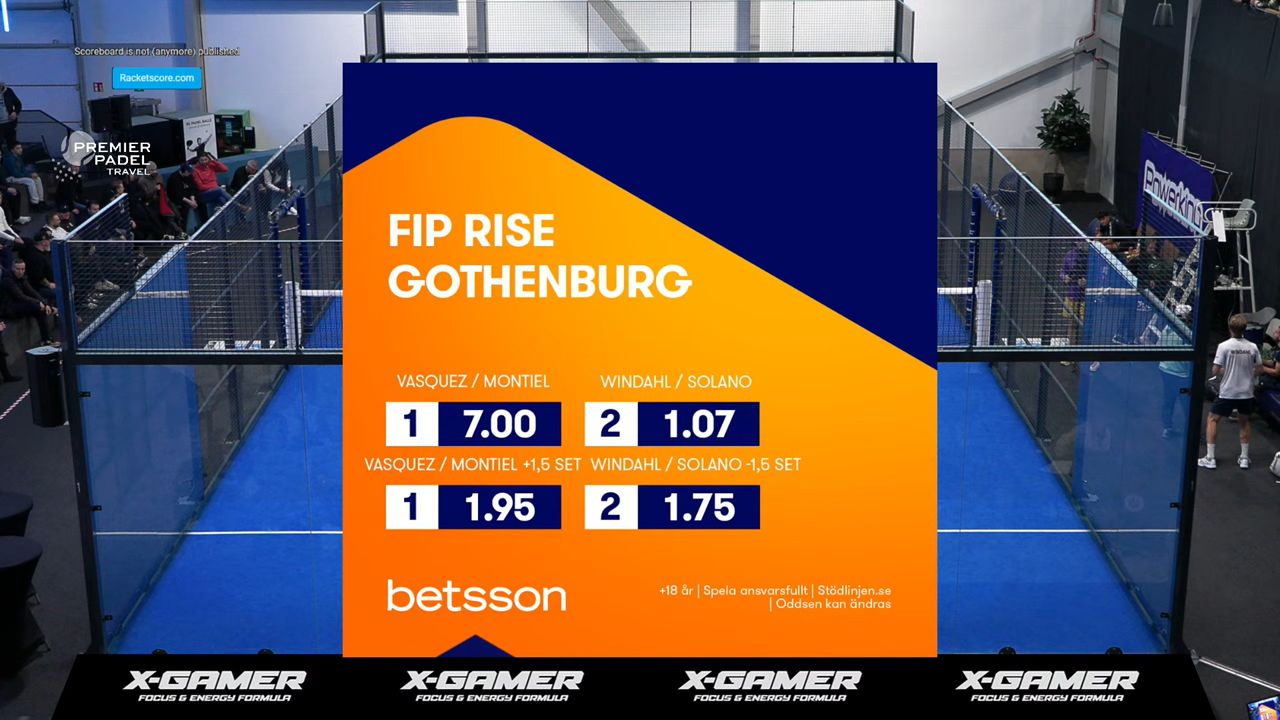 Scoreboard is not (anymore) published
Racketscore.com
PREMIER
PADEL
TRAVEL
FIP RISE
GOTHENBURG
VASQUEZ / MONTIEL
WINDAHL / SOLANO
1 7.00
2 1.07
VASQUEZ / MONTIEL +1,5 SET
WINDAHL / SOLANO -1,5 SET
1 1.95
2 1.75
betsson
+18 år | Spela ansvarsfullt | Stödlinjen.se
| Oddsen kan ändras
Powerking
WINDAHL
X-GAMER
FOCUS & ENERGY FORMULA
X-GAMER
FOCUS & ENERGY FORMULA
X-GAMER
FOCUS & ENERGY FORMULA
X-GAMER
FOCUS & ENERGY FORMULA